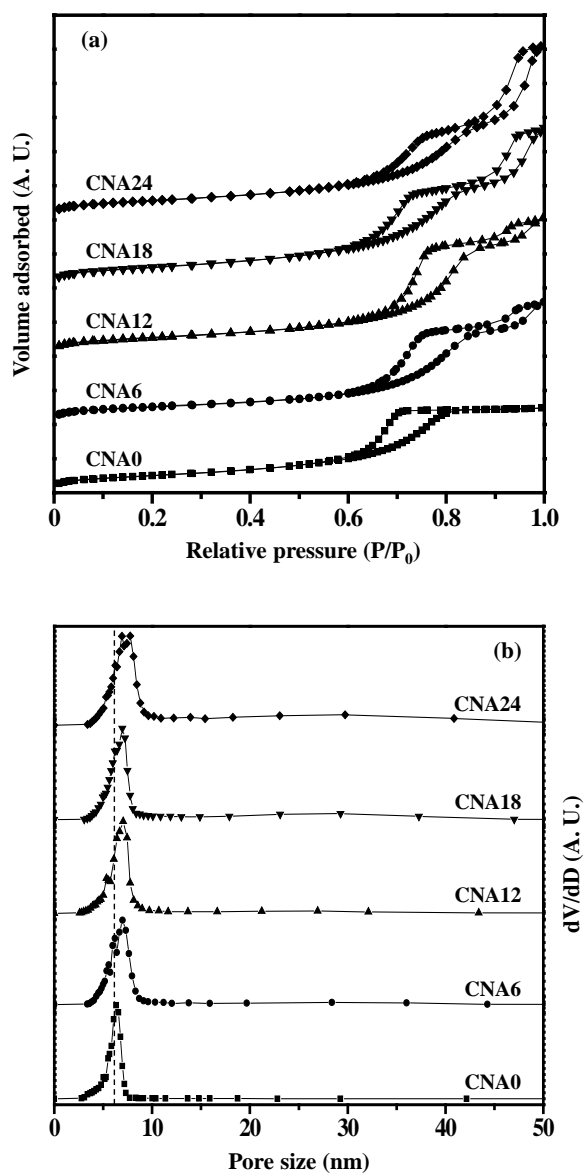 (a)
CNA24
CNA18
CNA12
CNA6
CNA0
Volume adsorbed (A. U.)
0 0.2 0.4 0.6 0.8 1.0
Relative pressure (P/P₀)
(b)
CNA24
CNA18
CNA12
CNA6
CNA0
dV/dD (A. U.)
0 10 20 30 40 50
Pore size (nm)